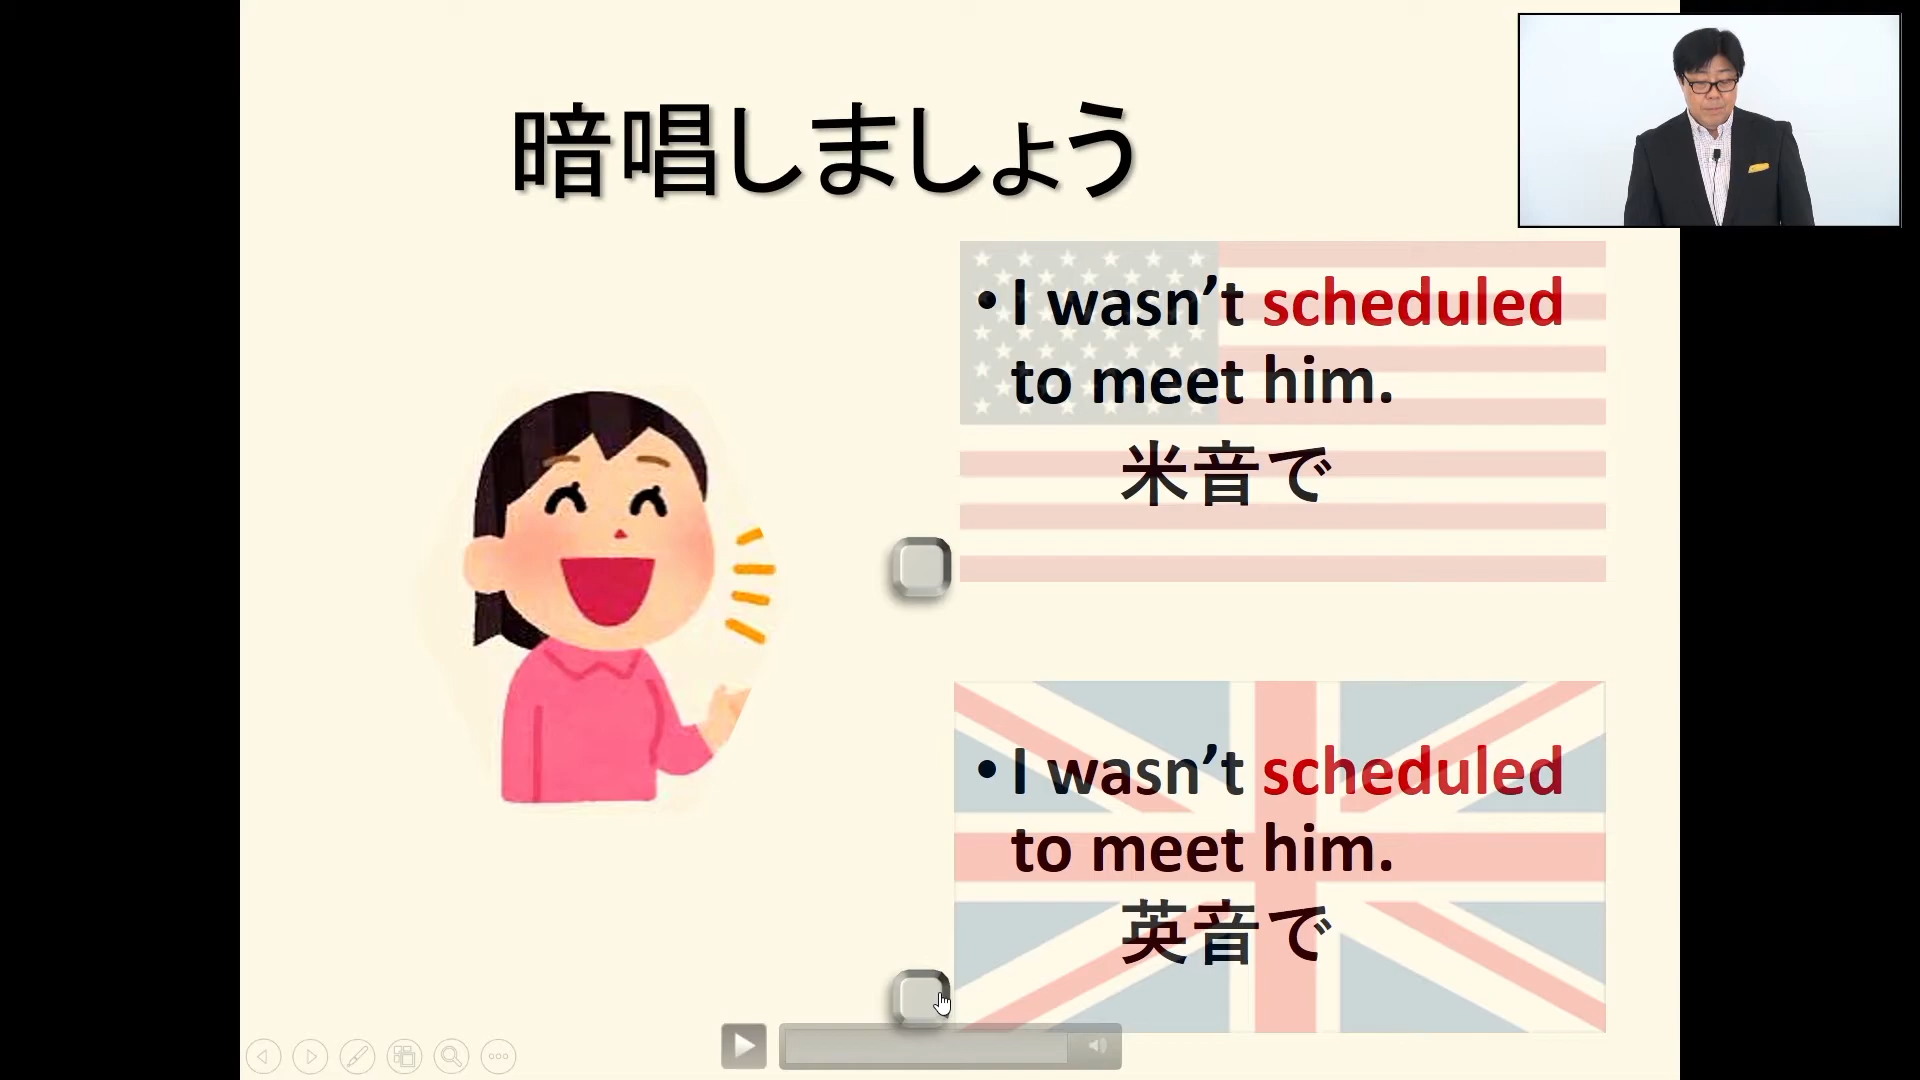 暗唱しましょう
•I wasn’t scheduled
to meet him.
米音で
•I wasn’t scheduled
to meet him.
英音で